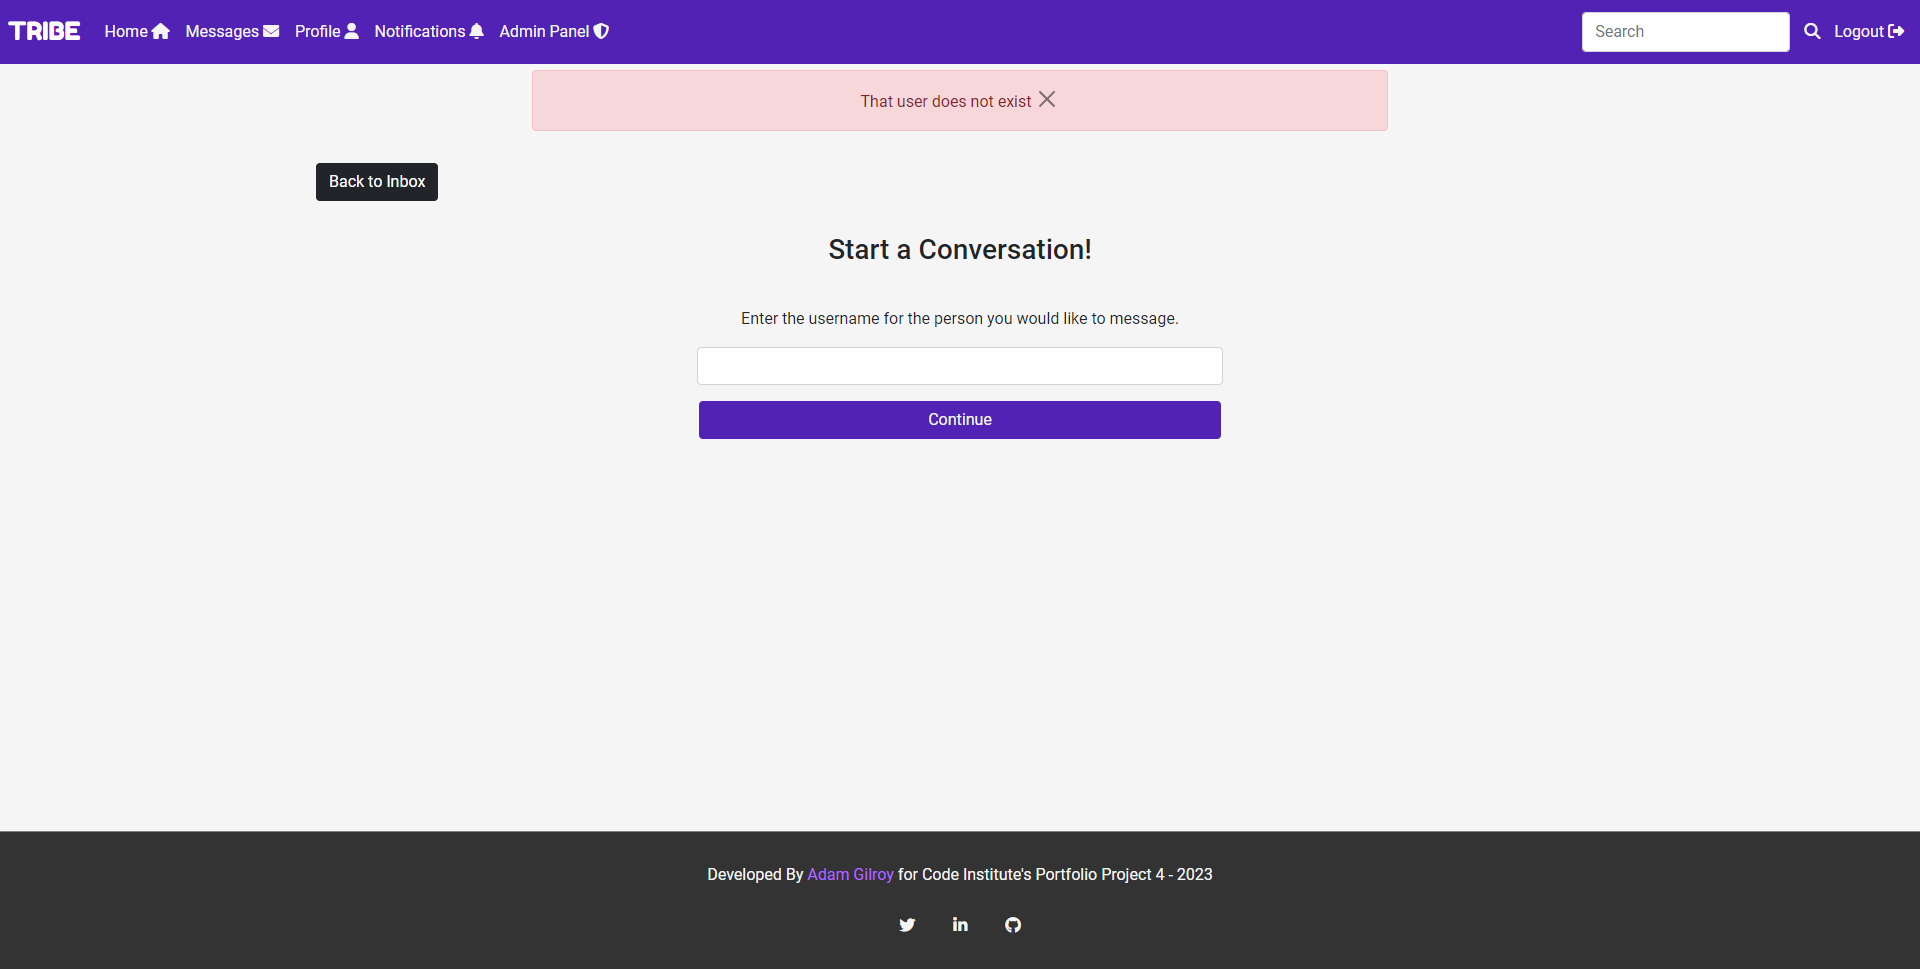 TRIBE Home Messages Profile Notifications Admin Panel Search Logout
That user does not exist
Back to Inbox
Start a Conversation!
Enter the username for the person you would like to message.
Continue
Developed By Adam Gilroy for Code Institute's Portfolio Project 4 - 2023